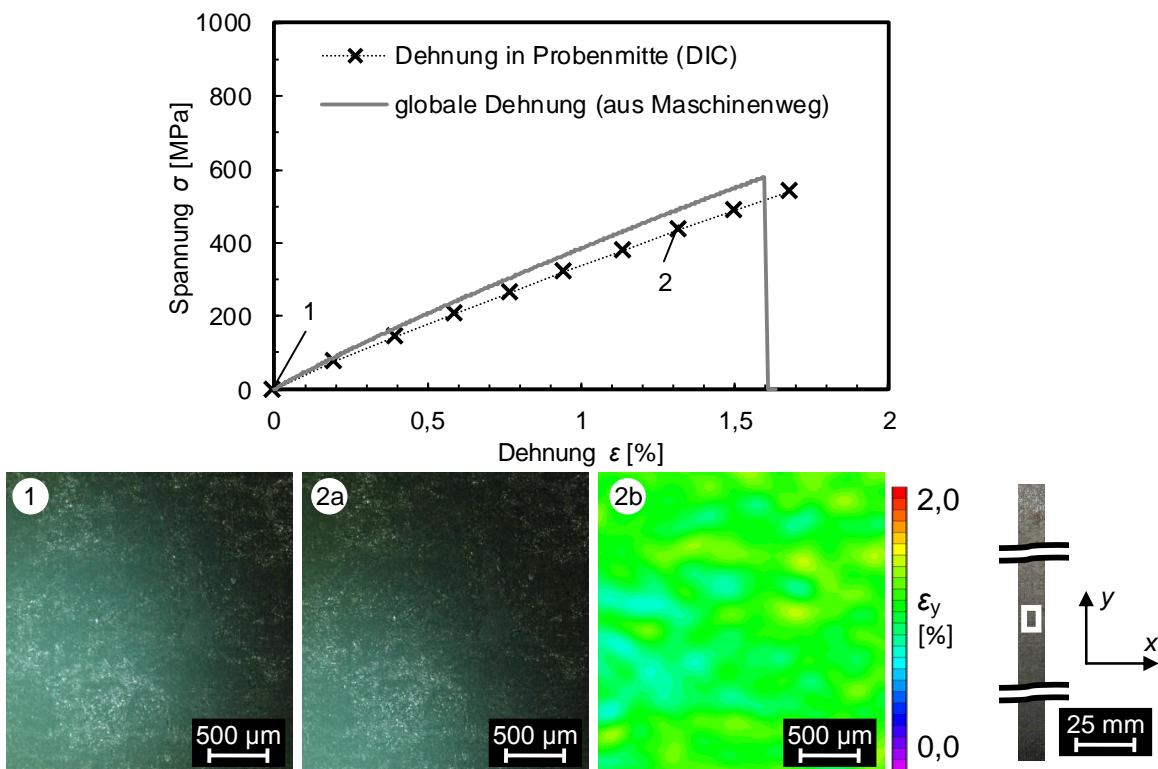 1000
800
600
400
200
0
Spannung σ [MPa]
Dehnung in Probenmitte (DIC)
globale Dehnung (aus Maschinenweg)
1
2
0
0,5
1
1,5
2
Dehnung ε [%]
1
500 µm
2a
500 µm
2b
500 µm
2,0
εy
[%]
0,0
y
x
25 mm